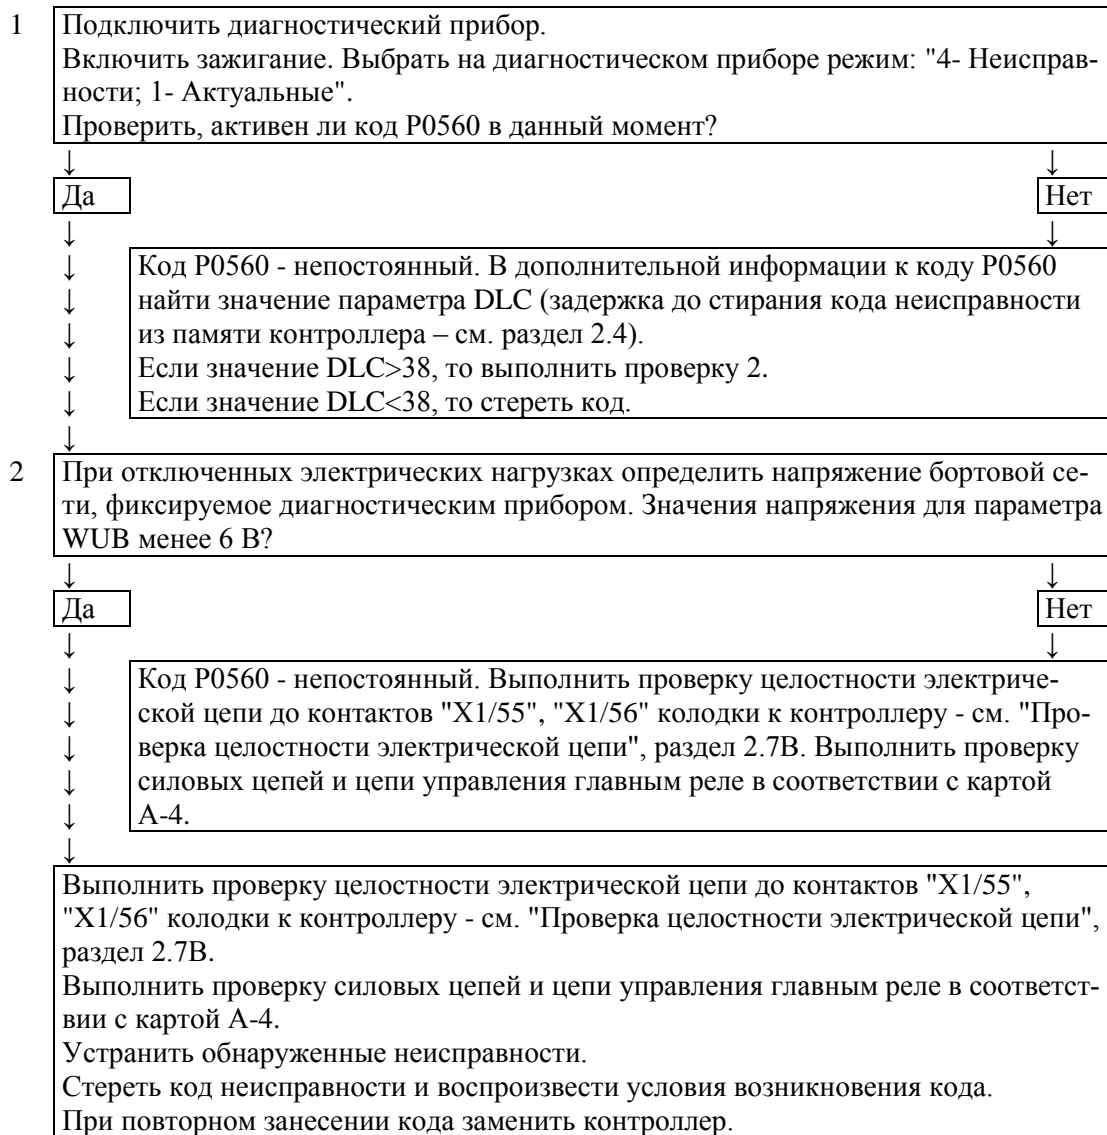 1 Подключить диагностический прибор.
Включить зажигание. Выбрать на диагностическом приборе режим: "4- Неисправ-
ности; 1- Актуальные".
Проверить, активен ли код Р0560 в данный момент?
↓ ↓
Да Нет
↓ ↓
↓ Код Р0560 - непостоянный. В дополнительной информации к коду Р0560
↓ найти значение параметра DLC (задержка до стирания кода неисправности
↓ из памяти контроллера – см. раздел 2.4).
↓ Если значение DLC>38, то выполнить проверку 2.
↓ Если значение DLC<38, то стереть код.
↓
2 При отключенных электрических нагрузках определить напряжение бортовой се-
ти, фиксируемое диагностическим прибором. Значения напряжения для параметра
WUB менее 6 В?
↓ ↓
Да Нет
↓ ↓
↓ Код Р0560 - непостоянный. Выполнить проверку целостности электриче-
↓ ской цепи до контактов "Х1/55", "Х1/56" колодки к контроллеру - см. "Про-
↓ верка целостности электрической цепи", раздел 2.7В. Выполнить проверку
↓ силовых цепей и цепи управления главным реле в соответствии с картой
↓ А-4.
↓
Выполнить проверку целостности электрической цепи до контактов "Х1/55",
"Х1/56" колодки к контроллеру - см. "Проверка целостности электрической цепи",
раздел 2.7В.
Выполнить проверку силовых цепей и цепи управления главным реле в соответст-
вии с картой А-4.
Устранить обнаруженные неисправности.
Стереть код неисправности и воспроизвести условия возникновения кода.
При повторном занесении кода заменить контроллер.